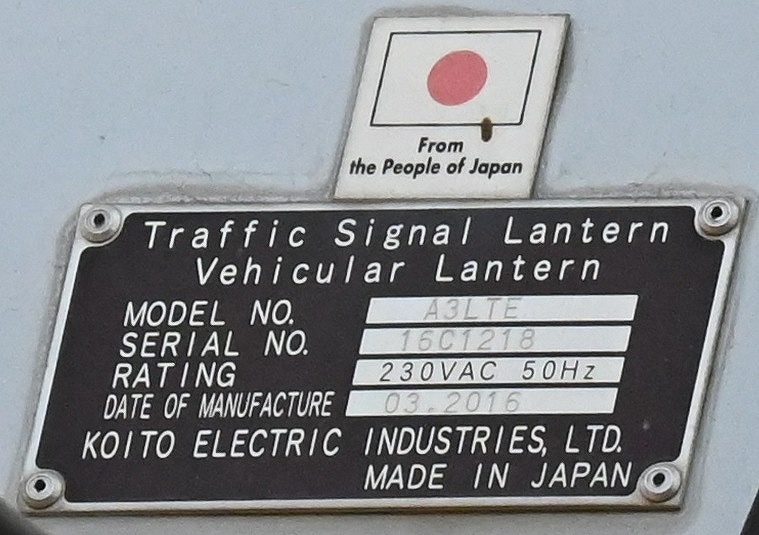 From
the People of Japan
Traffic Signal Lantern
Vehicular Lantern
MODEL NO. A3LTE
SERIAL NO. 16C1218
RATING 230VAC 50Hz
DATE OF MANUFACTURE 03.2016
KOITO ELECTRIC INDUSTRIES, LTD.
MADE IN JAPAN